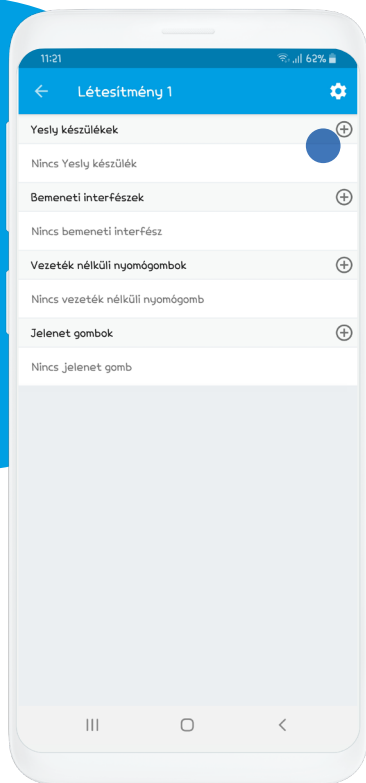 11:21 62%
Létesítmény 1
Yesly készülékek
Nincs Yesly készülék
Bemeneti interfészek
Nincs bemeneti interfész
Vezeték nélküli nyomógombok
Nincs vezeték nélküli nyomógomb
Jelenet gombok
Nincs jelenet gomb